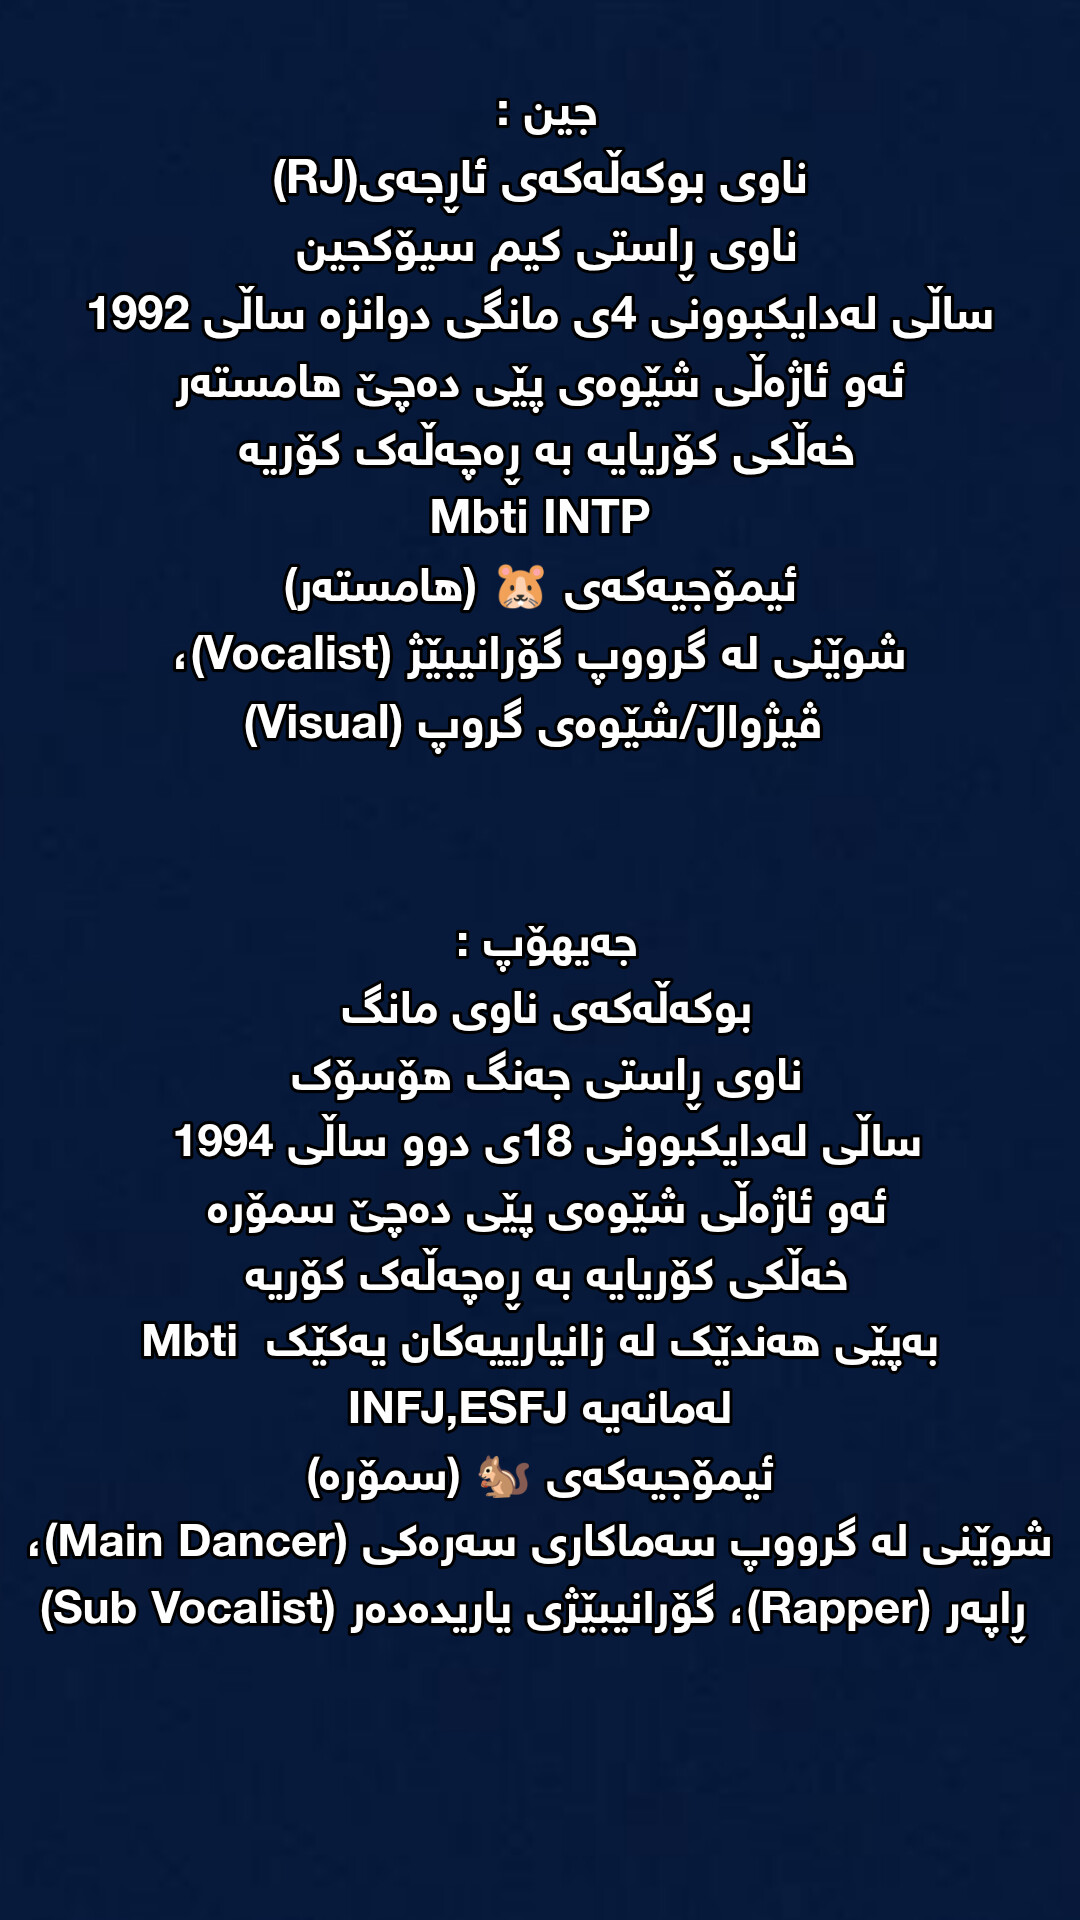 جین :
ناوی بوکەڵەکەی ئاڕجەی(RJ)
ناوی ڕاستی کیم سیۆکجین
ساڵی لەدایکبوونی 4ی مانگی دوانزە ساڵی 1992
ئەو ئاژەڵی شێوەی پێی دەچێ هامستەر
خەڵکی کۆریایە بە ڕەچەڵەک کۆریە
Mbti INTP
ئیمۆجیەکەی 🐹 (هامستەر)
شوێنی لە گرووپ گۆرانیبێژ (Vocalist)،
ڤیژواڵ/شێوەی گروپ (Visual)
جەیهۆپ :
بوکەڵەکەی ناوی مانگ
ناوی ڕاستی جەنگ هۆسۆک
ساڵی لەدایکبوونی 18ی دوو ساڵی 1994
ئەو ئاژەڵی شێوەی پێی دەچێ سمۆرە
خەڵکی کۆریایە بە ڕەچەڵەک کۆریە
بەپێی هەندێک لە زانیارییەکان یەکێک Mbti
لەمانەیە INFJ,ESFJ
ئیمۆجیەکەی 🐿️ (سمۆرە)
شوێنی لە گرووپ سەماکاری سەرەکی (Main Dancer)،
ڕاپەر (Rapper)، گۆرانیبێژی یاریدەدەر (Sub Vocalist)